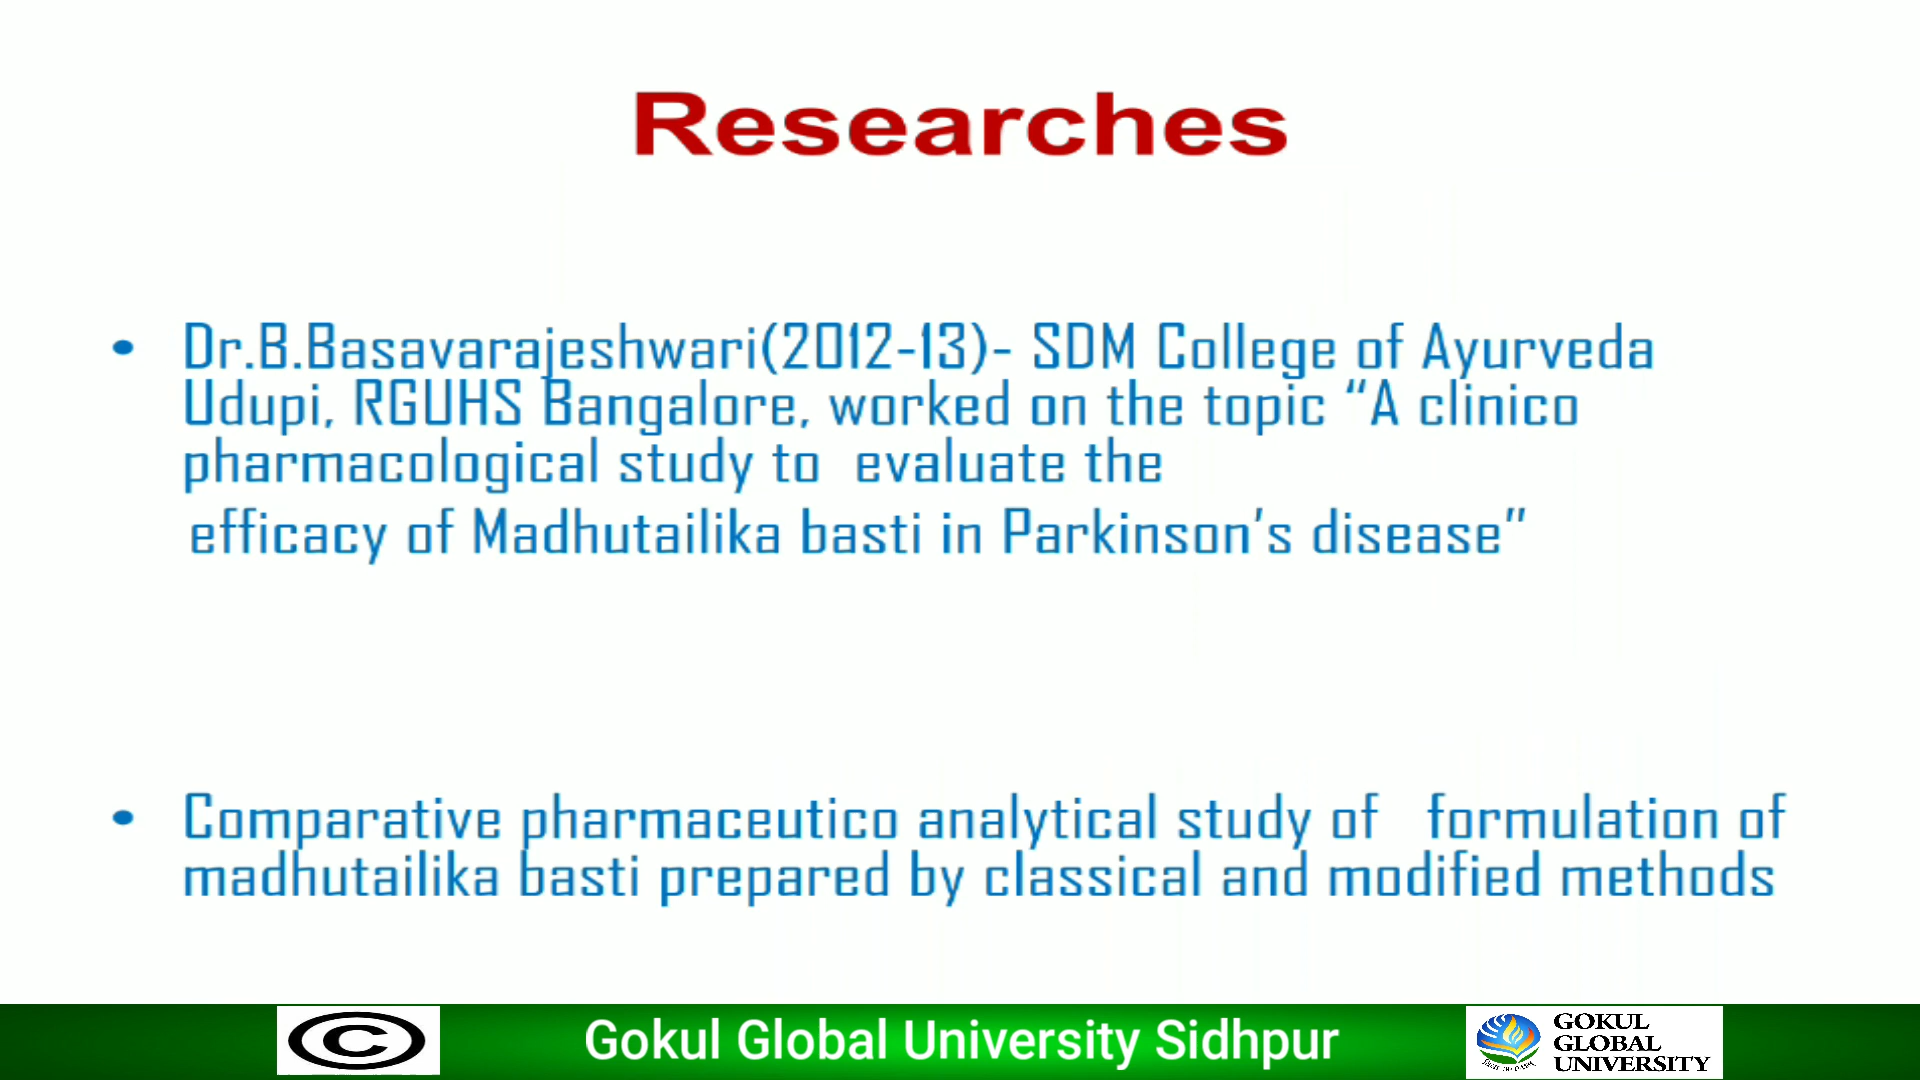 Researches
• Dr.B.Basavarajeshwari(2012-13)- SDM College of Ayurveda
Udupi, RGUHS Bangalore, worked on the topic “A clinico
pharmacological study to evaluate the
efficacy of Madhutailika basti in Parkinson’s disease”
• Comparative pharmaceutico analytical study of formulation of
madhutailika basti prepared by classical and modified methods
©
Gokul Global University Sidhpur
GOKUL
GLOBAL
UNIVERSITY